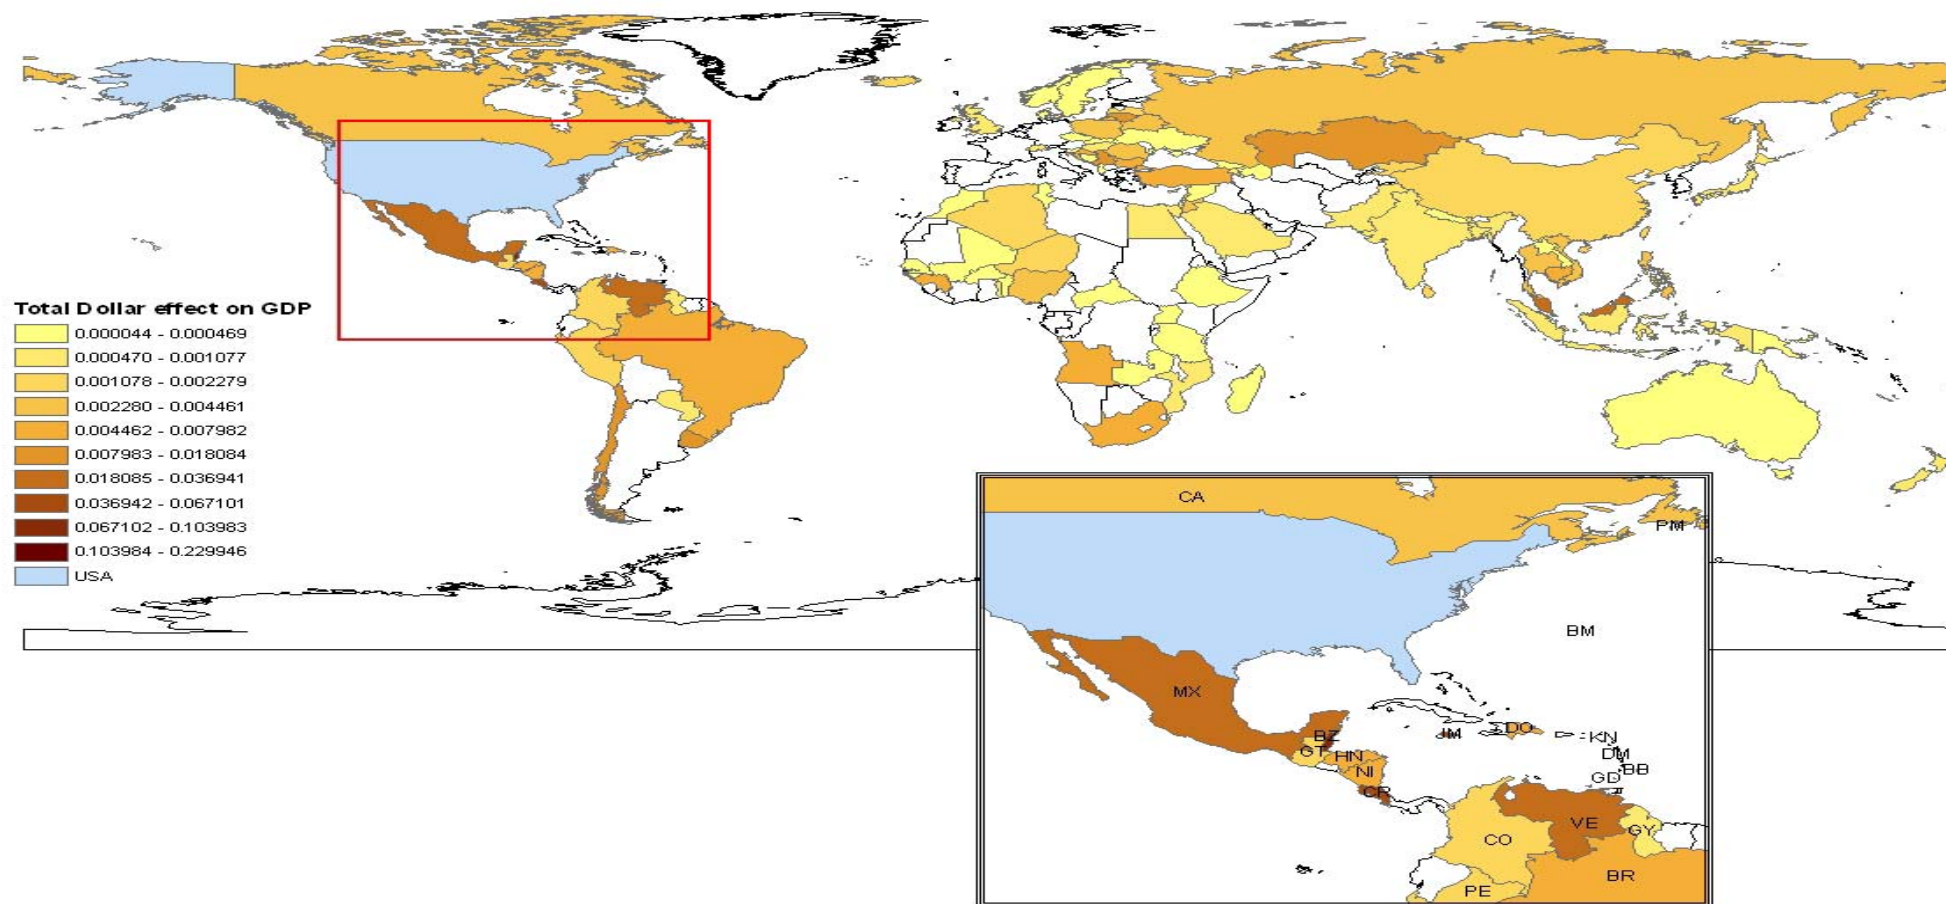 Total Dollar effect on GDP
0.000044 - 0.000469
0.000470 - 0.001077
0.001078 - 0.002279
0.002280 - 0.004461
0.004462 - 0.007982
0.007983 - 0.018084
0.018085 - 0.036941
0.036942 - 0.067101
0.067102 - 0.103983
0.103984 - 0.229946
USA
CA
PM
BM
MX
BZ
JM
DO
KN
GT
HN
DM
NI
BB
GD
CR
VE
GY
CO
BR
PE